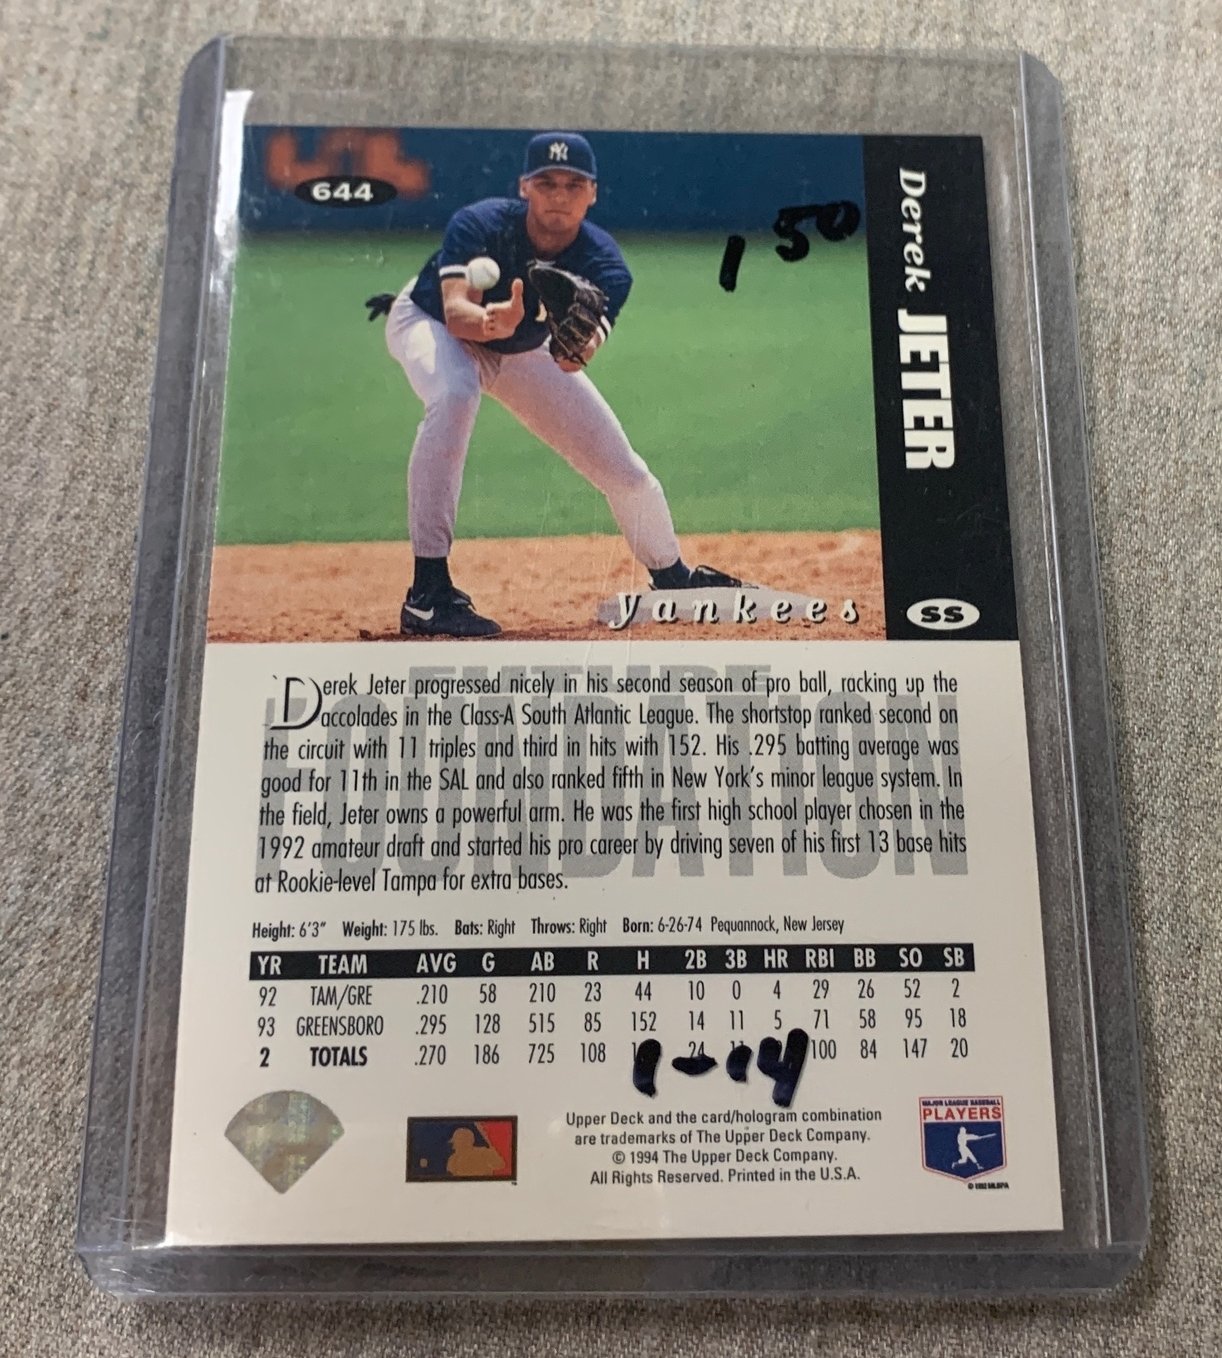 644
NY
1 50
Derek JETER
Yankees
SS
FUTURE
FOUNDATION
Derek Jeter progressed nicely in his second season of pro ball, racking up the
accolades in the Class-A South Atlantic League. The shortstop ranked second on
the circuit with 11 triples and third in hits with 152. His .295 batting average was
good for 11th in the SAL and also ranked fifth in New York's minor league system. In
the field, Jeter owns a powerful arm. He was the first high school player chosen in the
1992 amateur draft and started his pro career by driving seven of his first 13 base hits
at Rookie-level Tampa for extra bases.
Height: 6'3" Weight: 175 lbs. Bats: Right Throws: Right Born: 6-26-74 Pequannock, New Jersey
YR TEAM AVG G AB R H 2B 3B HR RBI BB SO SB
92 TAM/GRE .210 58 210 23 44 10 0 4 29 26 52 2
93 GREENSBORO .295 128 515 85 152 14 11 5 71 58 95 18
2 TOTALS .270 186 725 108 24 100 84 147 20
1-14
Upper Deck and the card/hologram combination
are trademarks of The Upper Deck Company.
© 1994 The Upper Deck Company.
All Rights Reserved. Printed in the U.S.A.
MAJOR LEAGUE BASEBALL
PLAYERS